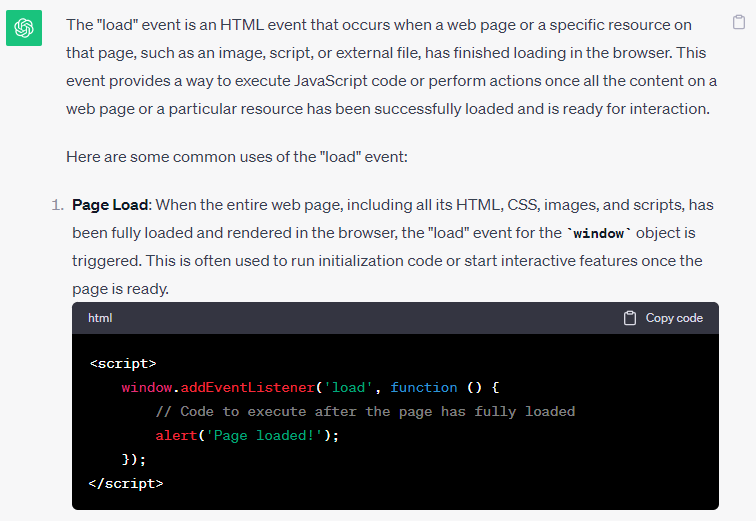 The "load" event is an HTML event that occurs when a web page or a specific resource on
that page, such as an image, script, or external file, has finished loading in the browser. This
event provides a way to execute JavaScript code or perform actions once all the content on a
web page or a particular resource has been successfully loaded and is ready for interaction.
Here are some common uses of the "load" event:
1. Page Load: When the entire web page, including all its HTML, CSS, images, and scripts, has
been fully loaded and rendered in the browser, the "load" event for the `window` object is
triggered. This is often used to run initialization code or start interactive features once the
page is ready.
html Copy code
<script>
    window.addEventListener('load', function () {
        // Code to execute after the page has fully loaded
        alert('Page loaded!');
    });
</script>